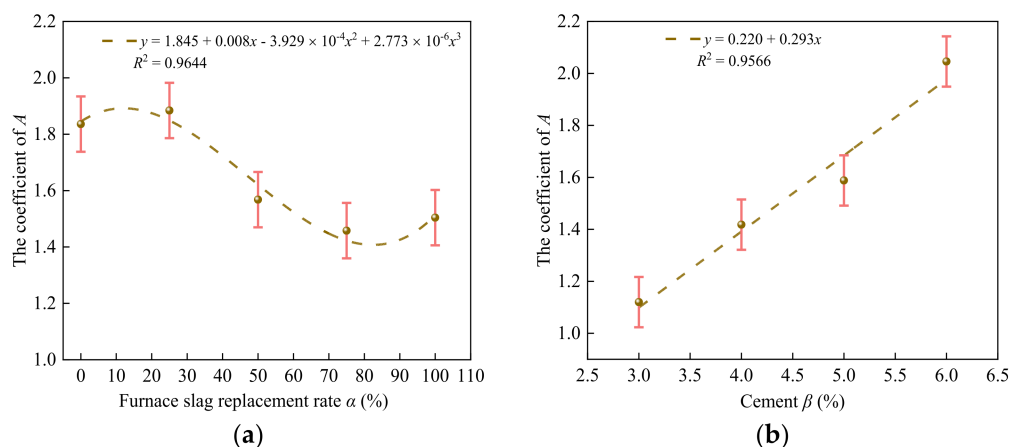 y = 1.845 + 0.008x - 3.929 × 10⁻⁴x² + 2.773 × 10⁻⁶x³
R² = 0.9644
2.2
2.0
1.8
1.6
1.4
1.2
1.0
The coefficient of A
0 10 20 30 40 50 60 70 80 90 100 110
Furnace slag replacement rate α (%)
(a)
y = 0.220 + 0.293x
R² = 0.9566
2.2
2.0
1.8
1.6
1.4
1.2
1.0
The coefficient of A
2.5 3.0 3.5 4.0 4.5 5.0 5.5 6.0 6.5
Cement β (%)
(b)